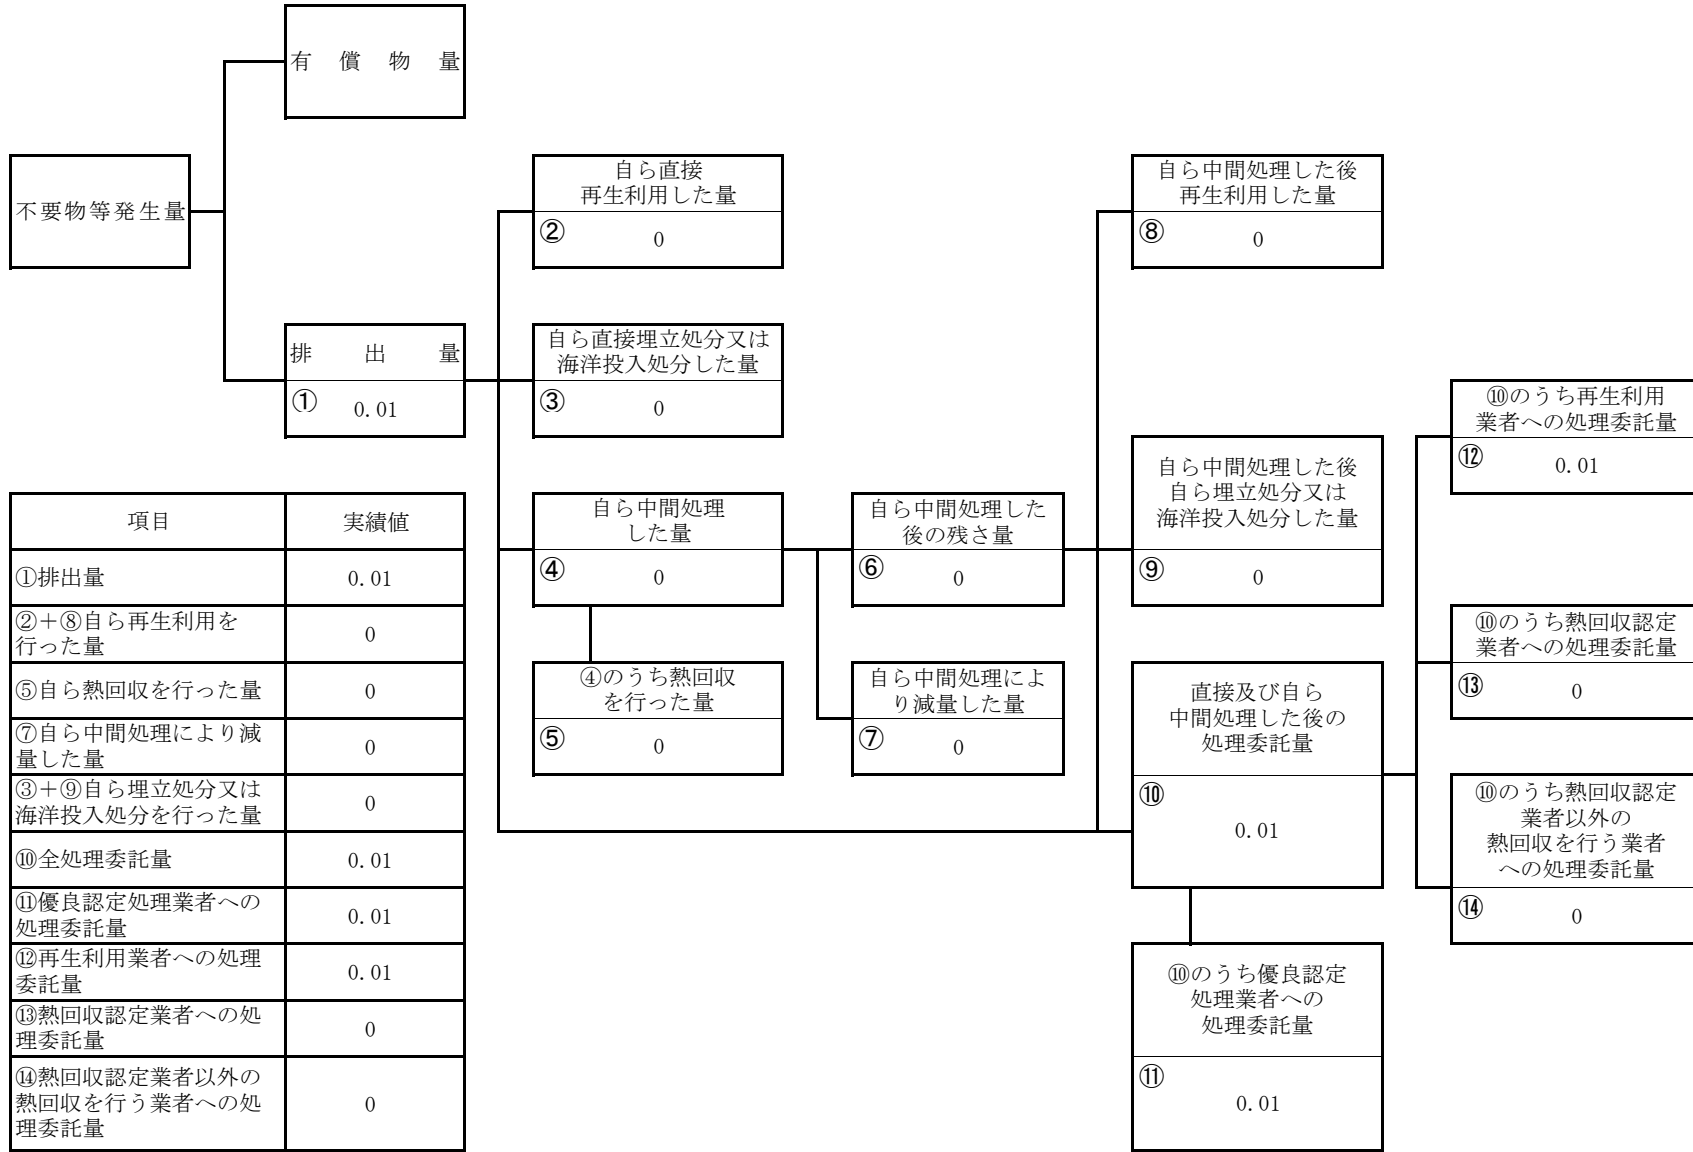 有償物量
不要物等発生量
排出量
① 0.01
自ら直接
再生利用した量
② 0
自ら直接埋立処分又は
海洋投入処分した量
③ 0
自ら中間処理
した量
④ 0
④のうち熱回収
を行った量
⑤ 0
自ら中間処理した
後の残さ量
⑥ 0
自ら中間処理によ
り減量した量
⑦ 0
自ら中間処理した後
再生利用した量
⑧ 0
自ら中間処理した後
自ら埋立処分又は
海洋投入処分した量
⑨ 0
直接及び自ら
中間処理した後の
処理委託量
⑩
0.01
⑩のうち優良認定
処理業者への
処理委託量
⑪
0.01
⑩のうち再生利用
業者への処理委託量
⑫ 0.01
⑩のうち熱回収認定
業者への処理委託量
⑬ 0
⑩のうち熱回収認定
業者以外の
熱回収を行う業者
への処理委託量
⑭ 0
項目 実績値
①排出量 0.01
②＋⑧自ら再生利用を
行った量 0
⑤自ら熱回収を行った量 0
⑦自ら中間処理により減
量した量 0
③＋⑨自ら埋立処分又は
海洋投入処分を行った量 0
⑩全処理委託量 0.01
⑪優良認定処理業者への
処理委託量 0.01
⑫再生利用業者への処理
委託量 0.01
⑬熱回収認定業者への処
理委託量 0
⑭熱回収認定業者以外の
熱回収を行う業者への処
理委託量 0